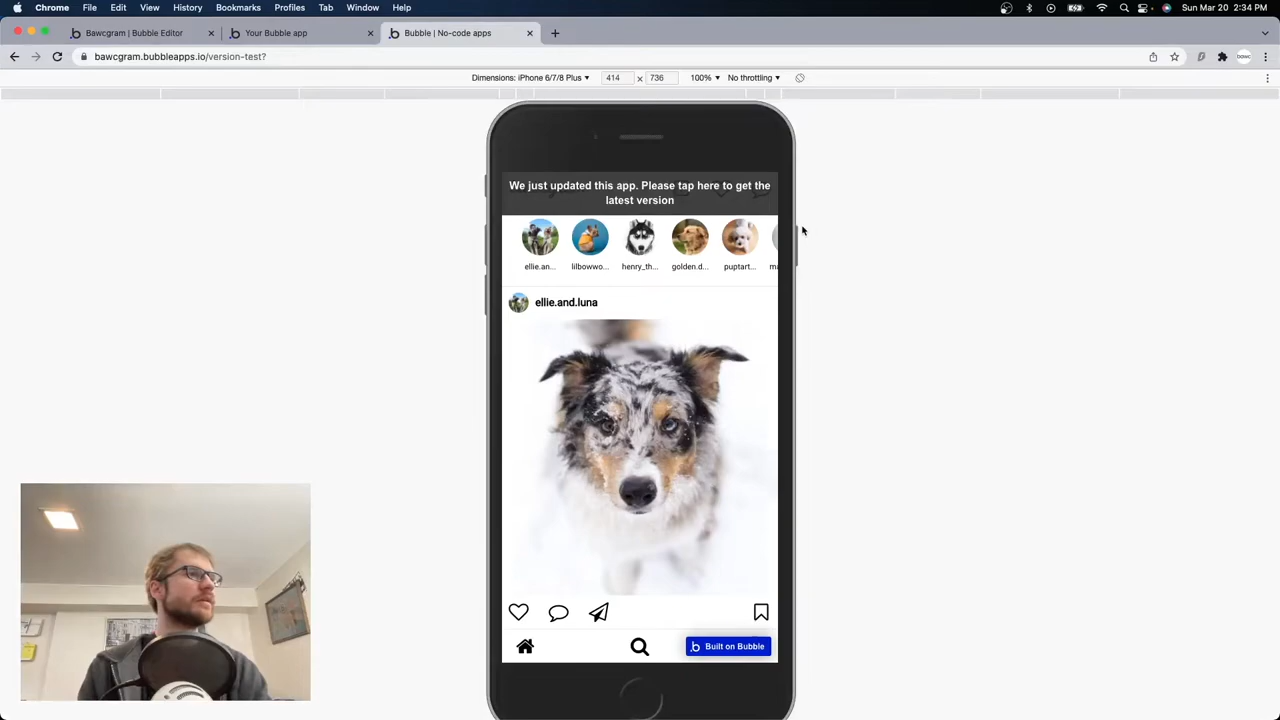 Chrome File Edit View History Bookmarks Profiles Tab Window Help
Sun Mar 20 2:34 PM
Bawcgram | Bubble Editor
Your Bubble app
Bubble | No-code apps
bawcgram.bubbleapps.io/version-test?
Dimensions: iPhone 6/7/8 Plus 414 x 736 100% No throttling
We just updated this app. Please tap here to get the
latest version
ellie.an... lilbowwo... henry_th... golden.d... puptart...
ellie.and.luna
Built on Bubble